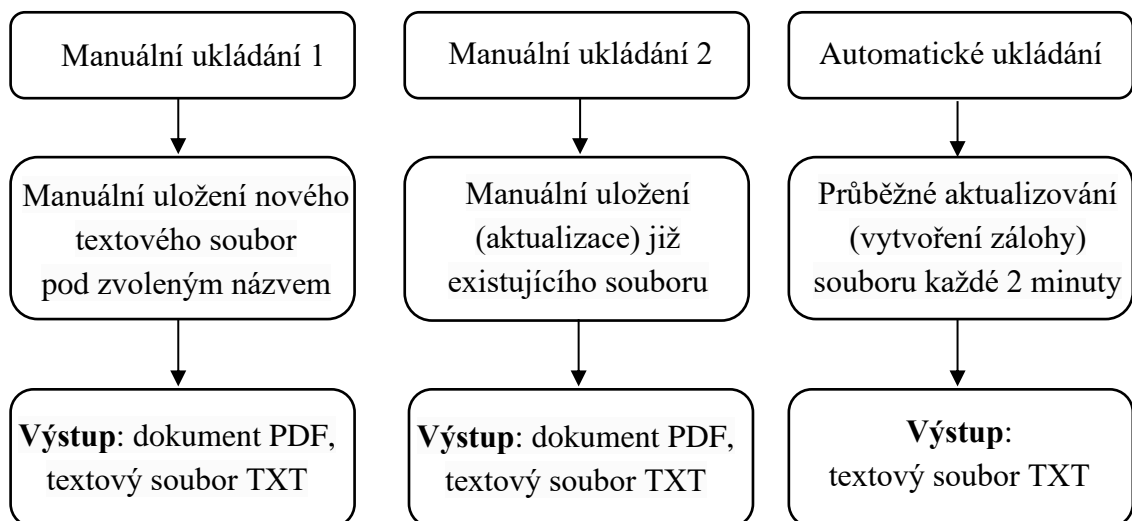 Manuální ukládání 1
Manuální uložení nového
textového soubor
pod zvoleným názvem
Výstup: dokument PDF,
textový soubor TXT
Manuální ukládání 2
Manuální uložení
(aktualizace) již
existujícího souboru
Výstup: dokument PDF,
textový soubor TXT
Automatické ukládání
Průběžné aktualizování
(vytvoření zálohy)
souboru každé 2 minuty
Výstup:
textový soubor TXT